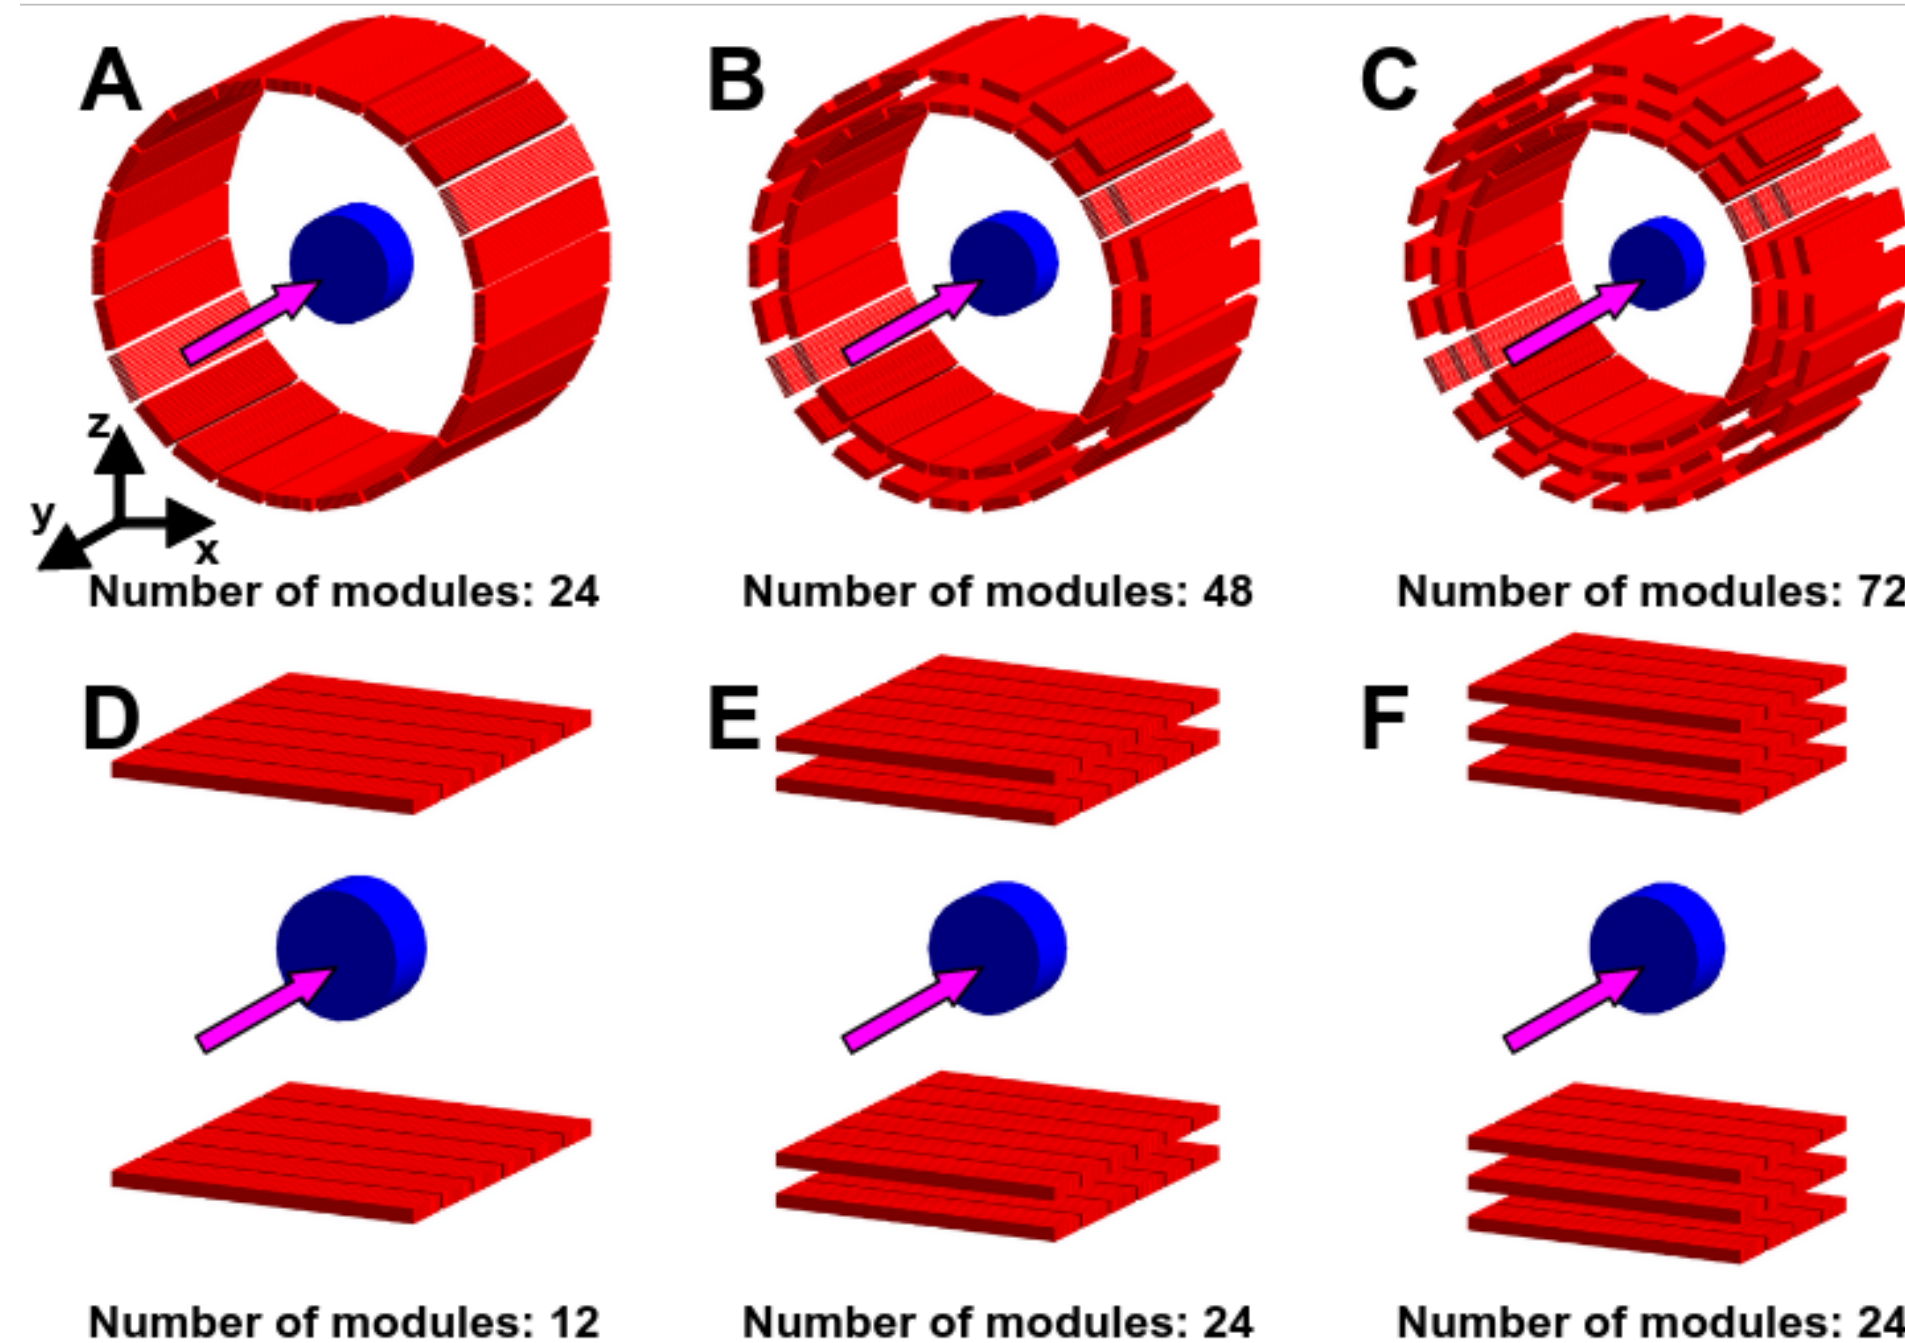 A B C
z
y
x
Number of modules: 24 Number of modules: 48 Number of modules: 72
D E F
Number of modules: 12 Number of modules: 24 Number of modules: 24